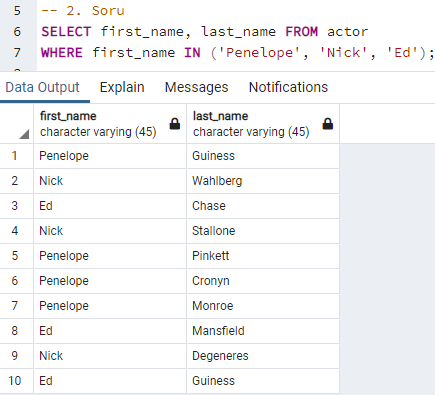 5 -- 2. Soru
6 SELECT first_name, last_name FROM actor
7 WHERE first_name IN ('Penelope', 'Nick', 'Ed');
Data Output Explain Messages Notifications
first_name last_name
character varying (45) character varying (45)
1 Penelope Guiness
2 Nick Wahlberg
3 Ed Chase
4 Nick Stallone
5 Penelope Pinkett
6 Penelope Cronyn
7 Penelope Monroe
8 Ed Mansfield
9 Nick Degeneres
10 Ed Guiness